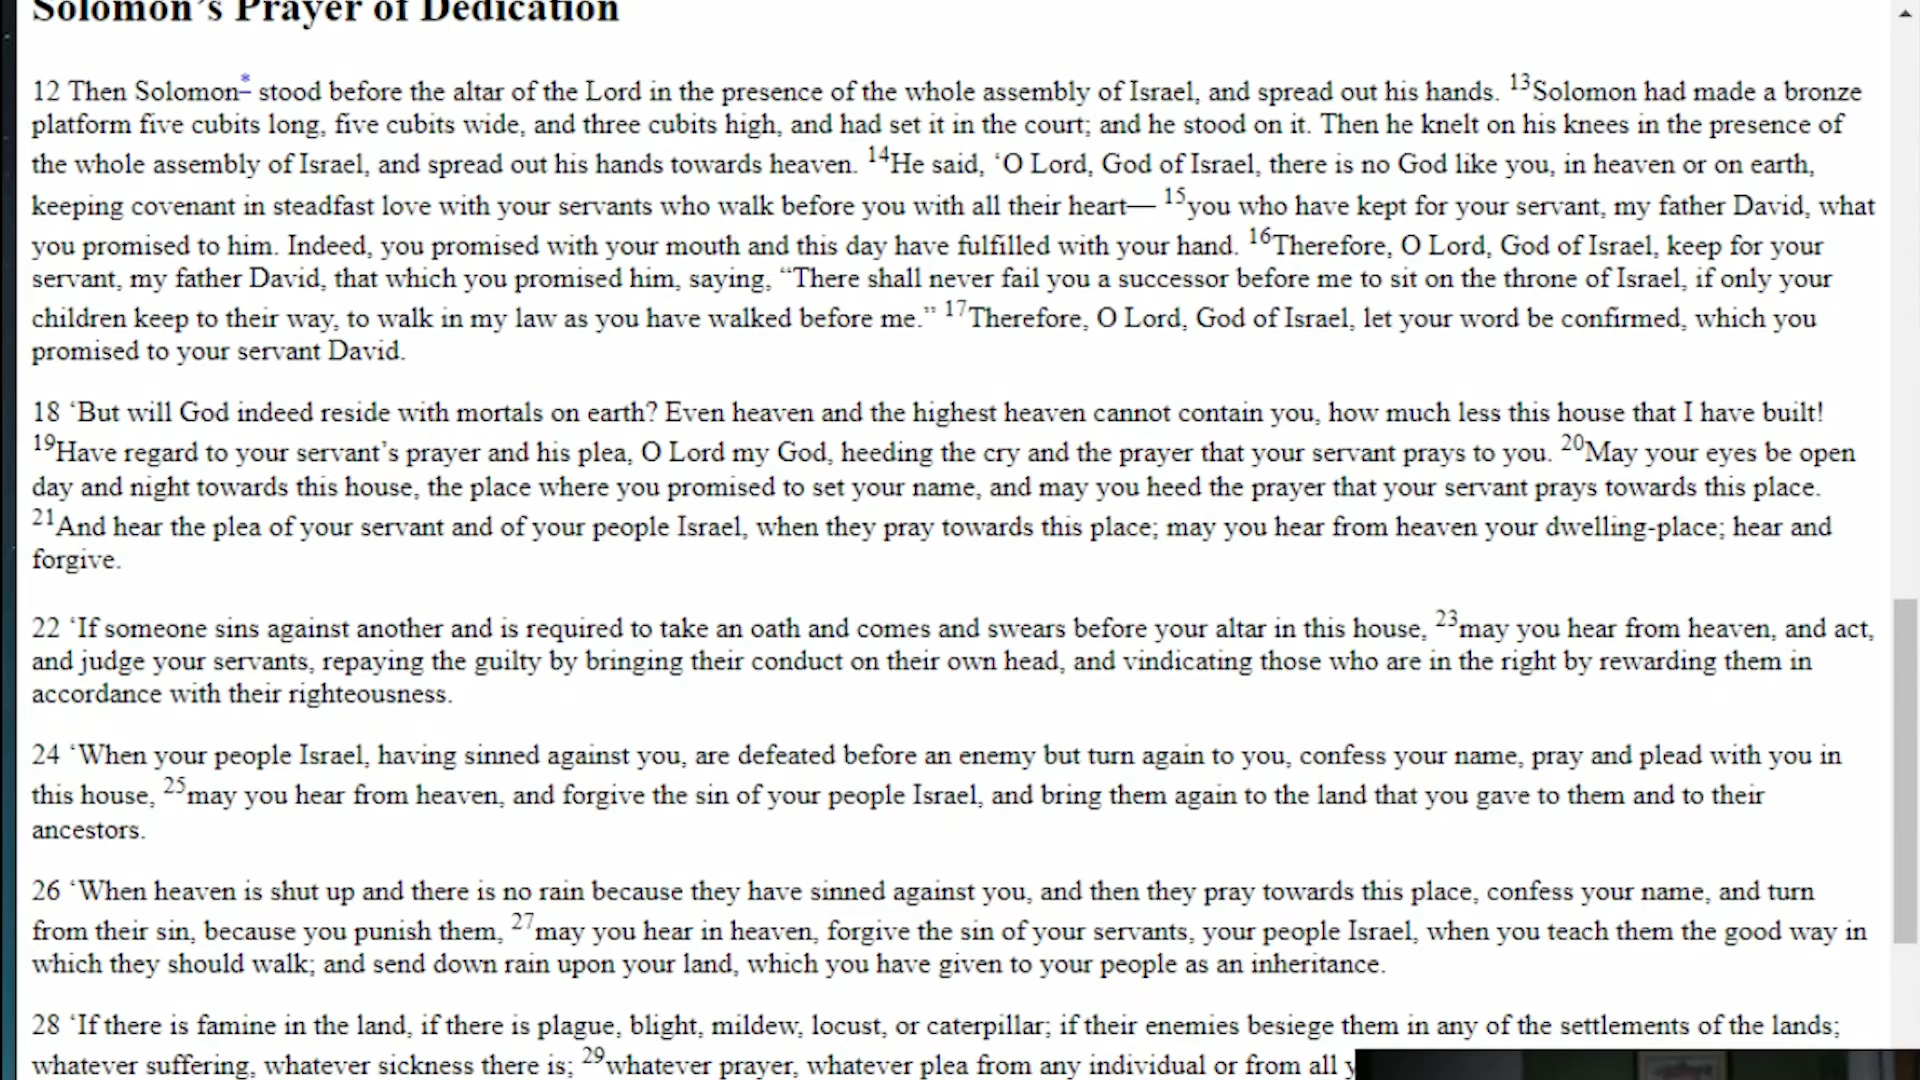 Solomon’s Prayer of Dedication
12 Then Solomon* stood before the altar of the Lord in the presence of the whole assembly of Israel, and spread out his hands. 13Solomon had made a bronze
platform five cubits long, five cubits wide, and three cubits high, and had set it in the court; and he stood on it. Then he knelt on his knees in the presence of
the whole assembly of Israel, and spread out his hands towards heaven. 14He said, ‘O Lord, God of Israel, there is no God like you, in heaven or on earth,
keeping covenant in steadfast love with your servants who walk before you with all their heart— 15you who have kept for your servant, my father David, what
you promised to him. Indeed, you promised with your mouth and this day have fulfilled with your hand. 16Therefore, O Lord, God of Israel, keep for your
servant, my father David, that which you promised him, saying, “There shall never fail you a successor before me to sit on the throne of Israel, if only your
children keep to their way, to walk in my law as you have walked before me.” 17Therefore, O Lord, God of Israel, let your word be confirmed, which you
promised to your servant David.
18 ‘But will God indeed reside with mortals on earth? Even heaven and the highest heaven cannot contain you, how much less this house that I have built!
19Have regard to your servant’s prayer and his plea, O Lord my God, heeding the cry and the prayer that your servant prays to you. 20May your eyes be open
day and night towards this house, the place where you promised to set your name, and may you heed the prayer that your servant prays towards this place.
21And hear the plea of your servant and of your people Israel, when they pray towards this place; may you hear from heaven your dwelling-place; hear and
forgive.
22 ‘If someone sins against another and is required to take an oath and comes and swears before your altar in this house, 23may you hear from heaven, and act,
and judge your servants, repaying the guilty by bringing their conduct on their own head, and vindicating those who are in the right by rewarding them in
accordance with their righteousness.
24 ‘When your people Israel, having sinned against you, are defeated before an enemy but turn again to you, confess your name, pray and plead with you in
this house, 25may you hear from heaven, and forgive the sin of your people Israel, and bring them again to the land that you gave to them and to their
ancestors.
26 ‘When heaven is shut up and there is no rain because they have sinned against you, and then they pray towards this place, confess your name, and turn
from their sin, because you punish them, 27may you hear in heaven, forgive the sin of your servants, your people Israel, when you teach them the good way in
which they should walk; and send down rain upon your land, which you have given to your people as an inheritance.
28 ‘If there is famine in the land, if there is plague, blight, mildew, locust, or caterpillar; if their enemies besiege them in any of the settlements of the lands;
whatever suffering, whatever sickness there is; 29whatever prayer, whatever plea from any individual or from all